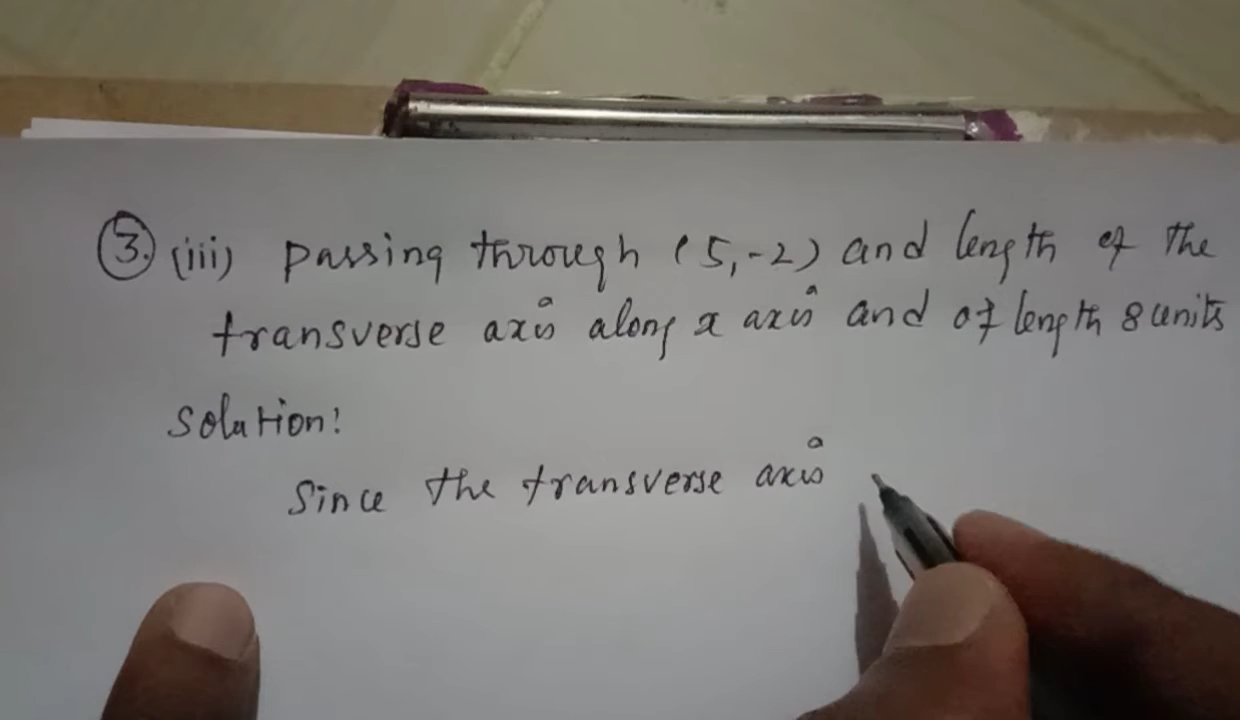 3. (iii) passing through (5,-2) and length of the
transverse axis along x axis and of length 8 units
Solution:
Since the transverse axis